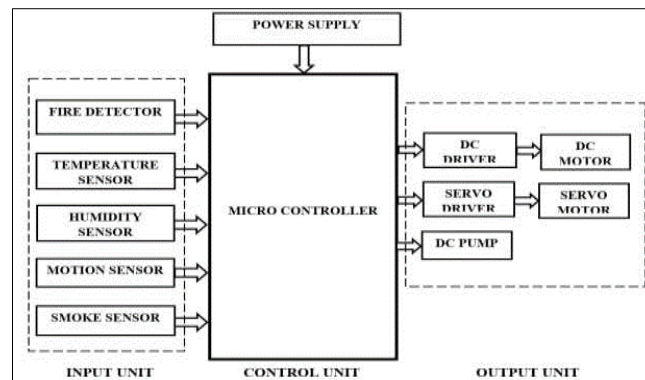 POWER SUPPLY
FIRE DETECTOR
TEMPERATURE
SENSOR
HUMIDITY
SENSOR
MOTION SENSOR
SMOKE SENSOR
MICRO CONTROLLER
DC
DRIVER
DC
MOTOR
SERVO
DRIVER
SERVO
MOTOR
DC PUMP
INPUT UNIT
CONTROL UNIT
OUTPUT UNIT